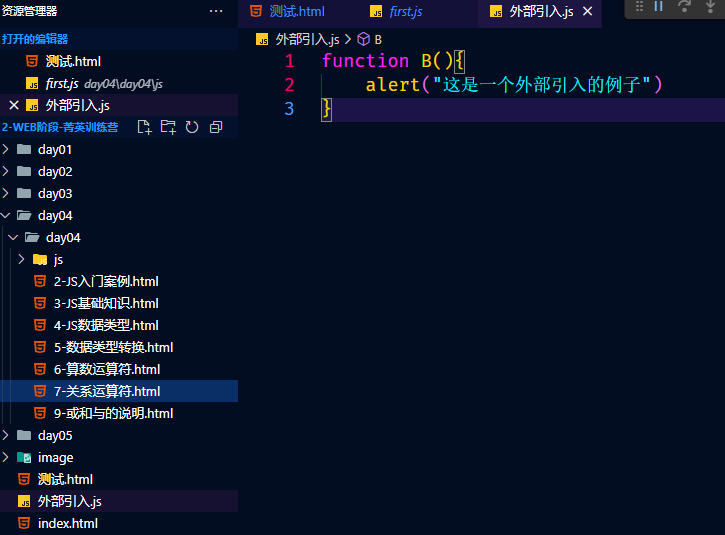 资源管理器 ···
打开的编辑器
测试.html
first.js day04\day04\js
外部引入.js
2-WEB阶段-菁英训练营
day01
day02
day03
day04
day04
js
2-JS入门案例.html
3-JS基础知识.html
4-JS数据类型.html
5-数据类型转换.html
6-算数运算符.html
7-关系运算符.html
9-或和与的说明.html
day05
image
测试.html
外部引入.js
index.html
测试.html JS first.js JS 外部引入.js
JS 外部引入.js > B
1 function B(){
2 alert("这是一个外部引入的例子")
3 }